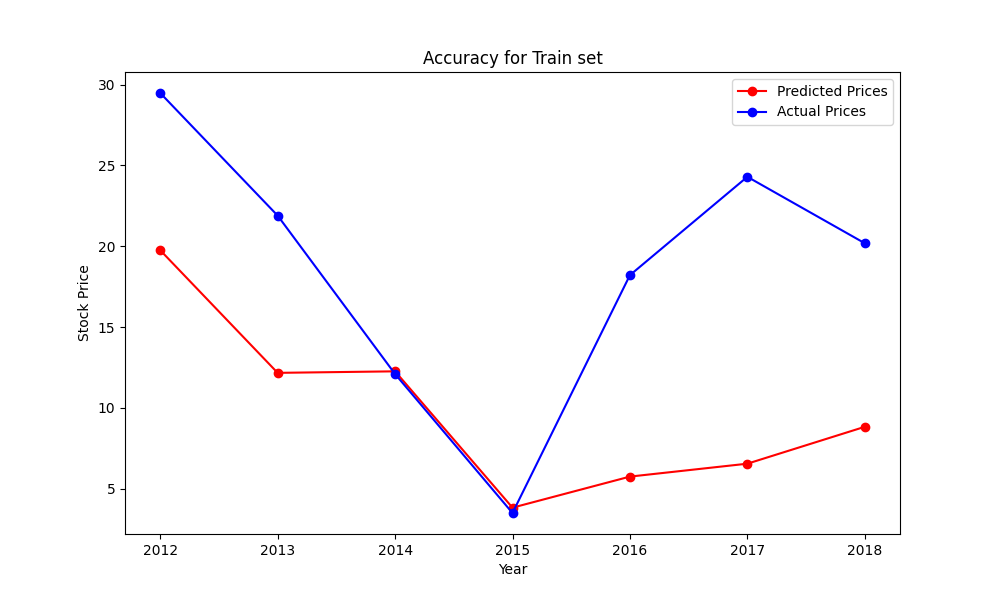 Accuracy for Train set
Predicted Prices
Actual Prices
Stock Price
30
25
20
15
10
5
2012 2013 2014 2015 2016 2017 2018
Year